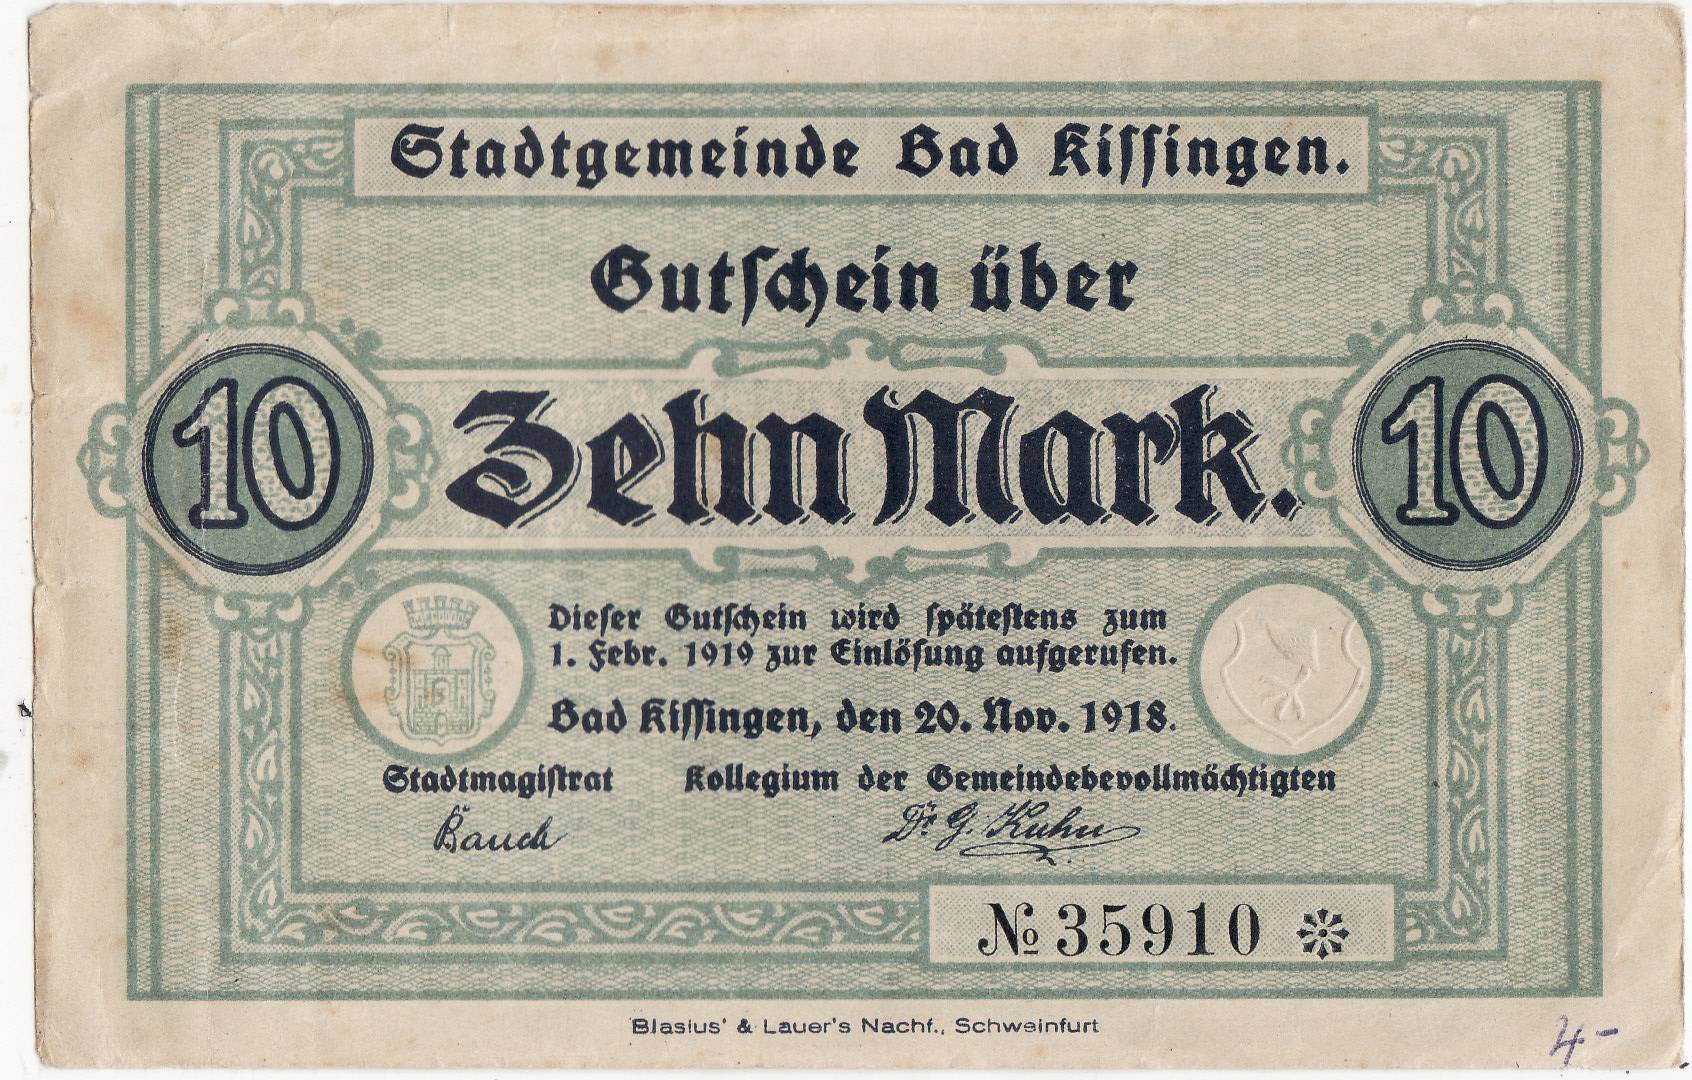 Stadtgemeinde Bad Kissingen.
Gutschein über
10 Zehn Mark. 10
Dieser Gutschein wird spätestens zum
1. Febr. 1919 zur Einlösung aufgerufen.
Bad Kissingen, den 20. Nov. 1918.
Stadtmagistrat Kollegium der Gemeindebevollmächtigten
Bauch Dr. G. Kuhn
№ 35910
Blasius' & Lauer's Nachf., Schweinfurt
4-